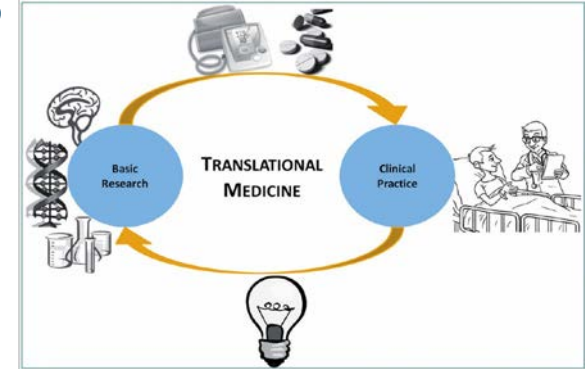 Basic
Research
TRANSLATIONAL
MEDICINE
Clinical
Practice